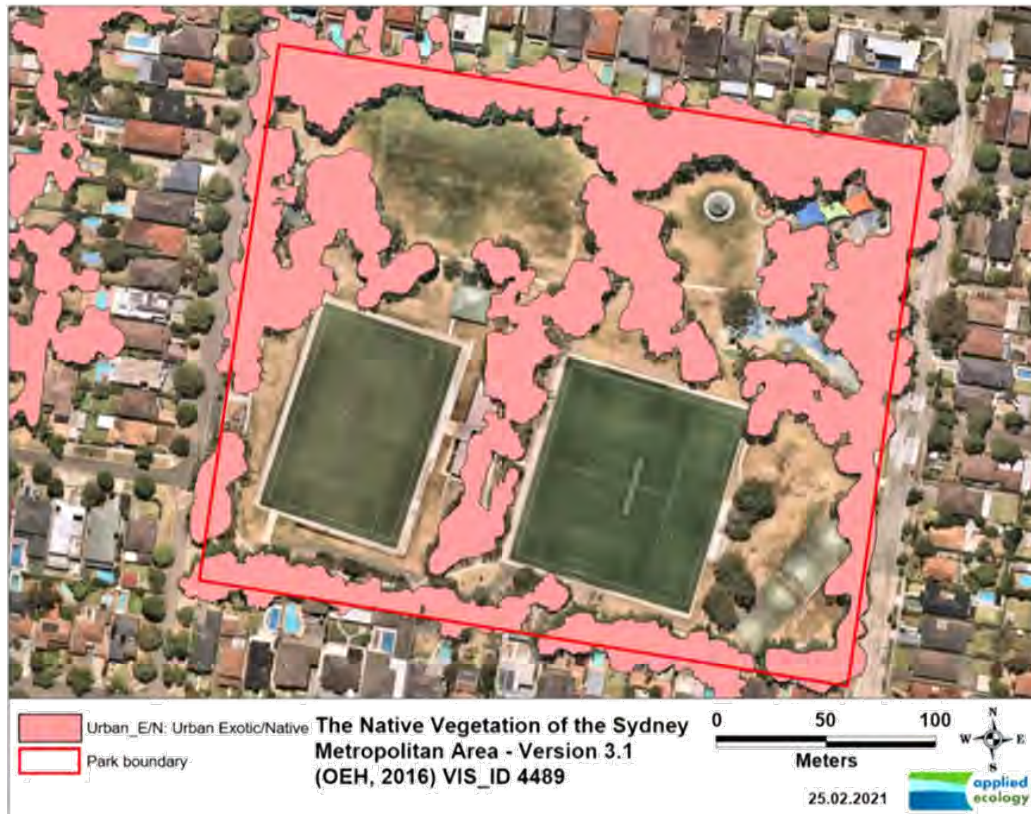 Urban_E/N: Urban Exotic/Native
Park boundary
The Native Vegetation of the Sydney
Metropolitan Area - Version 3.1
(OEH, 2016) VIS_ID 4489
0 50 100
Meters
N
W E
S
25.02.2021
applied
ecology